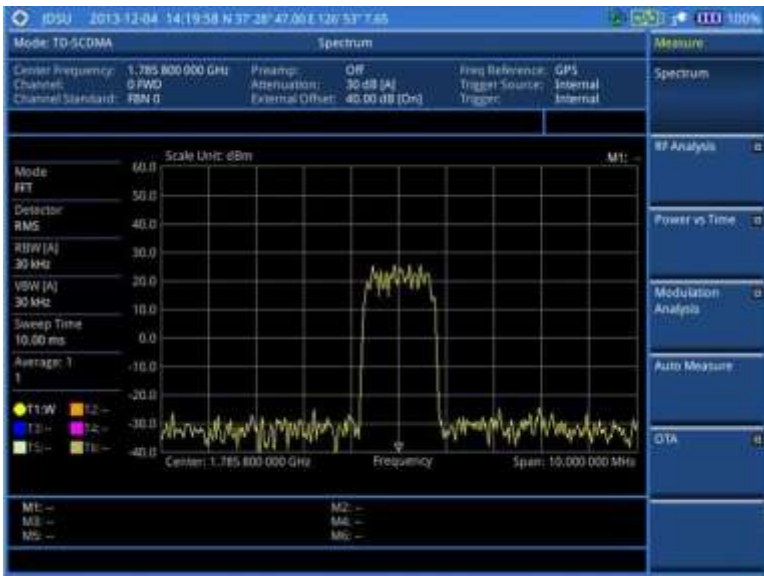 JDSU 2013-12-04 14:19:58 N 37° 28' 47.00 E 126° 53' 7.65 100%
Mode: TD-SCDMA Spectrum
Measure
Center Frequency: 1.785 800 000 GHz Preamp: Off Freq Reference: GPS
Channel: 0 FWD Attenuation: 30 dB [A] Trigger Source: Internal
Channel Standard: FBN 0 External Offset: 40.00 dB [On] Trigger: Internal
Spectrum
RF Analysis
Power vs Time
Modulation
Analysis
Auto Measure
OTA
Mode
FFT
Detector
RMS
RBW [A]
30 kHz
VBW [A]
30 kHz
Sweep Time
10.00 ms
Average: 1
1
T1:W T2:--
T3:-- T4:--
T5:-- T6:--
Scale Unit: dBm M1: --
60.0
50.0
40.0
30.0
20.0
10.0
0.0
-10.0
-20.0
-30.0
-40.0
Center: 1.785 800 000 GHz Frequency Span: 10.000 000 MHz
M1: -- M2: --
M3: -- M4: --
M5: -- M6: --